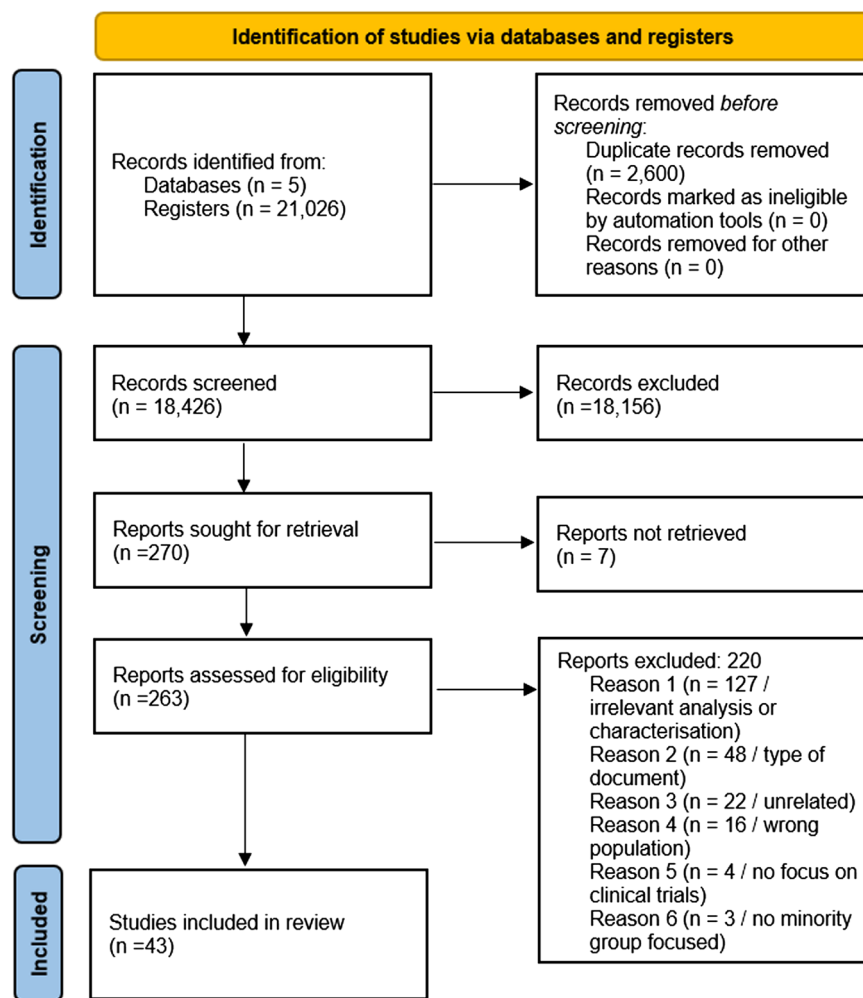 Identification of studies via databases and registers
Identification
Records identified from:
Databases (n = 5)
Registers (n = 21,026)
Records removed before
screening:
Duplicate records removed
(n = 2,600)
Records marked as ineligible
by automation tools (n = 0)
Records removed for other
reasons (n = 0)
Screening
Records screened
(n = 18,426)
Records excluded
(n =18,156)
Reports sought for retrieval
(n =270)
Reports not retrieved
(n = 7)
Reports assessed for eligibility
(n =263)
Reports excluded: 220
Reason 1 (n = 127 /
irrelevant analysis or
characterisation)
Reason 2 (n = 48 / type of
document)
Reason 3 (n = 22 / unrelated)
Reason 4 (n = 16 / wrong
population)
Reason 5 (n = 4 / no focus on
clinical trials)
Reason 6 (n = 3 / no minority
group focused)
Included
Studies included in review
(n =43)